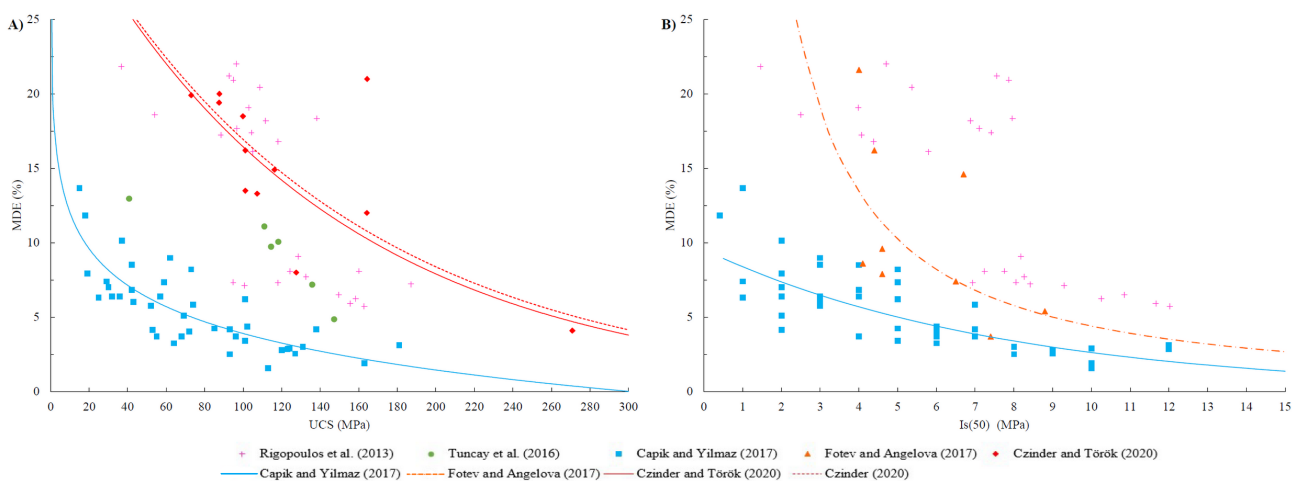 A)
MDE (%)
25
20
15
10
5
0
0 20 40 60 80 100 120 140 160 180 200 220 240 260 280 300
UCS (MPa)
B)
MDE (%)
25
20
15
10
5
0
0 1 2 3 4 5 6 7 8 9 10 11 12 13 14 15
Is(50) (MPa)
Rigopoulos et al. (2013) Tuncay et al. (2016) Capik and Yilmaz (2017) Fotev and Angelova (2017) Czinder and Török (2020)
Capik and Yilmaz (2017) Fotev and Angelova (2017) Czinder and Török (2020) Czinder (2020)